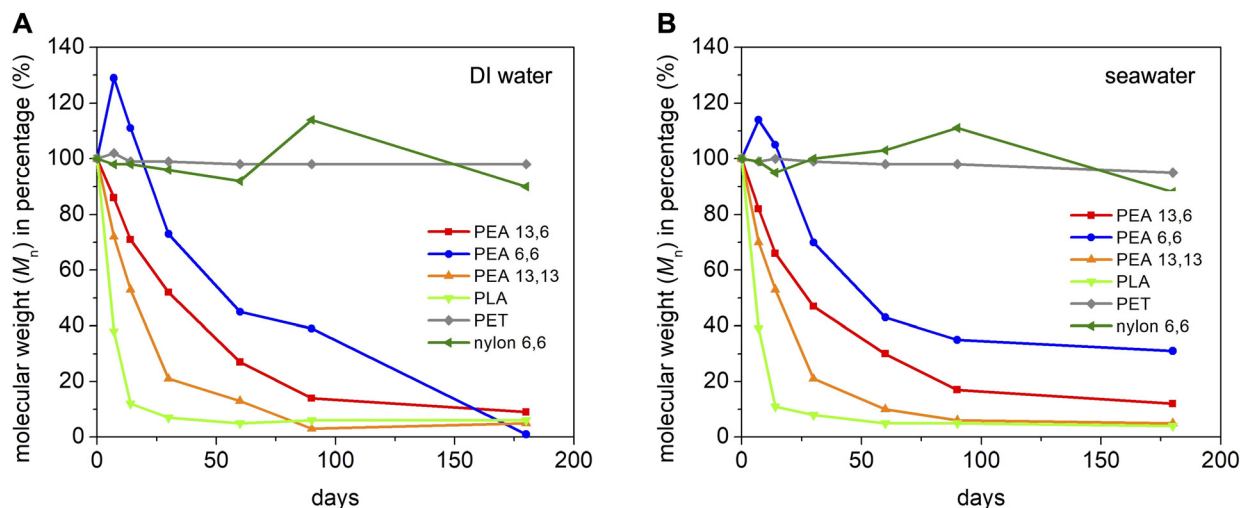 A
molecular weight (Mn) in percentage (%)
140
120
100
80
60
40
20
0
DI water
PEA 13,6
PEA 6,6
PEA 13,13
PLA
PET
nylon 6,6
0 50 100 150 200
days
B
molecular weight (Mn) in percentage (%)
140
120
100
80
60
40
20
0
seawater
PEA 13,6
PEA 6,6
PEA 13,13
PLA
PET
nylon 6,6
0 50 100 150 200
days